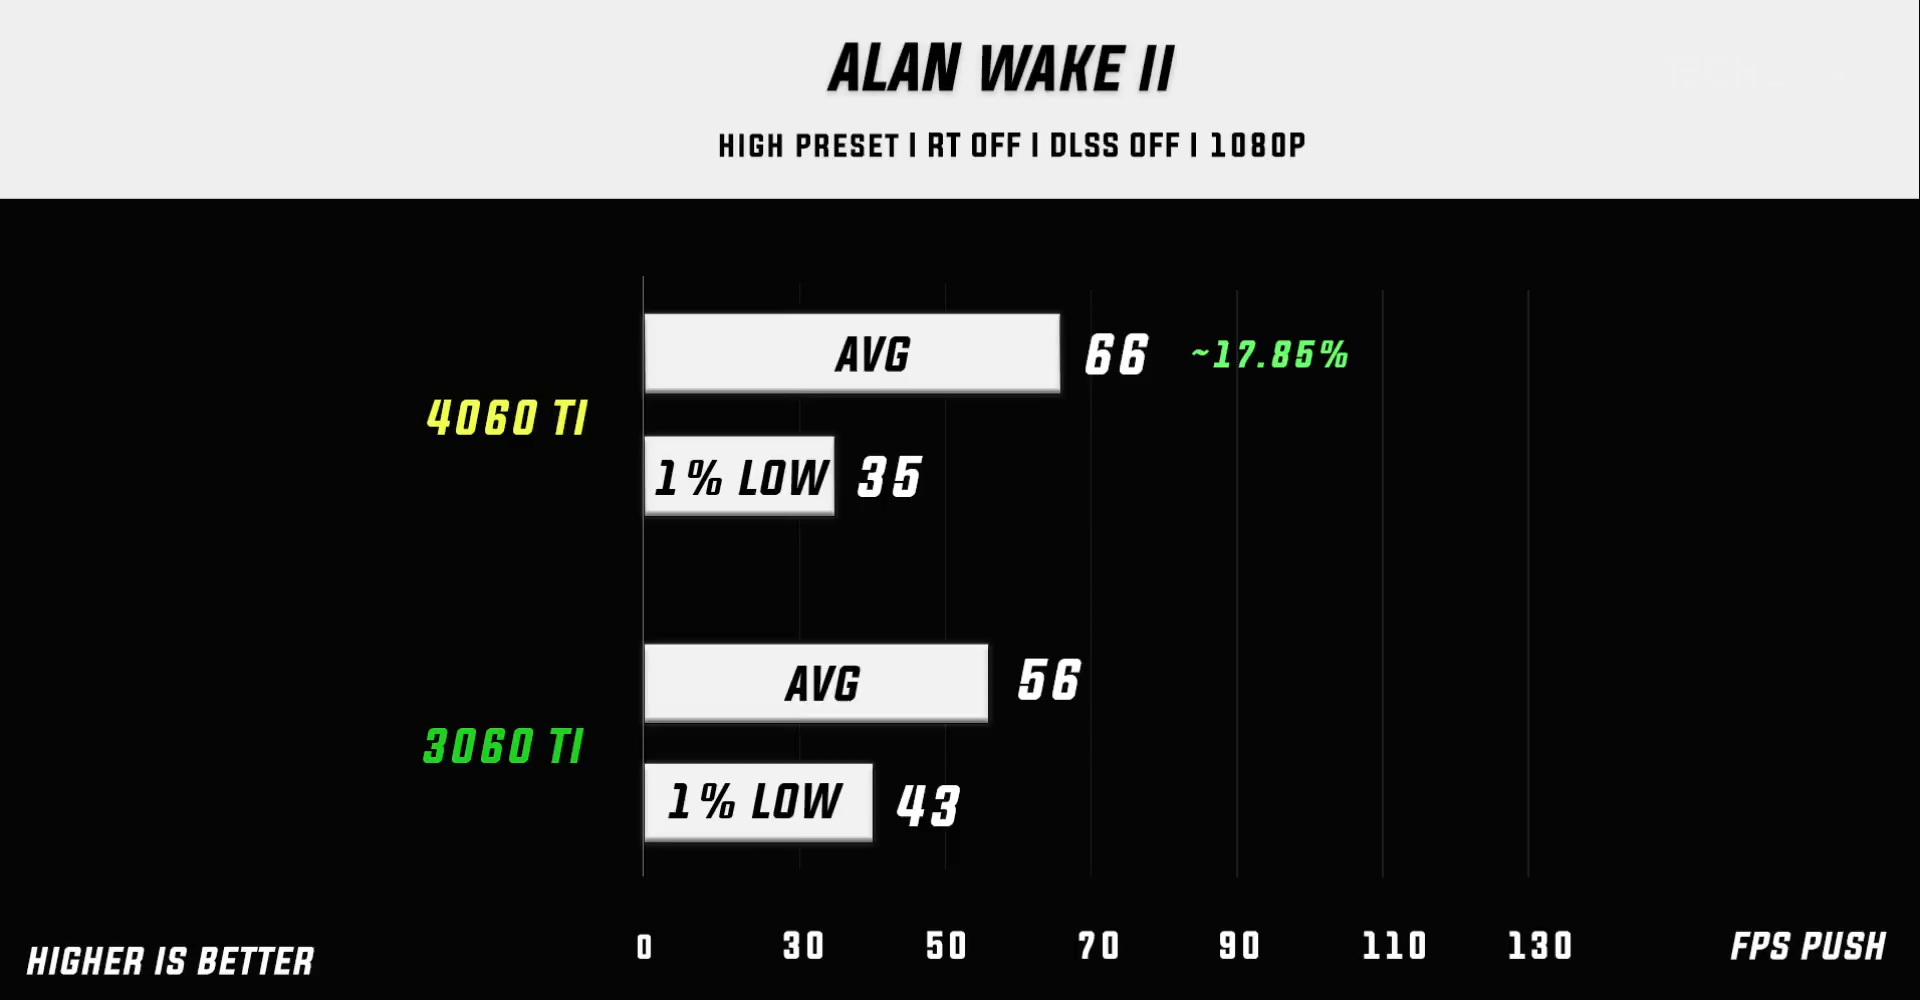 ALAN WAKE II
HIGH PRESET | RT OFF | DLSS OFF | 1080P
AVG 66 ~17.85%
4060 TI
1% LOW 35
AVG 56
3060 TI
1% LOW 43
0 30 50 70 90 110 130
HIGHER IS BETTER
FPS PUSH